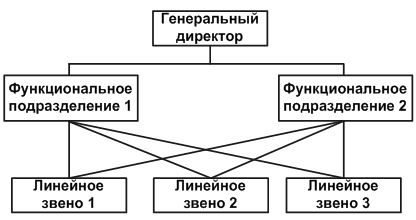 Генеральный
директор
Функциональное
подразделение 1
Функциональное
подразделение 2
Линейное
звено 1
Линейное
звено 2
Линейное
звено 3